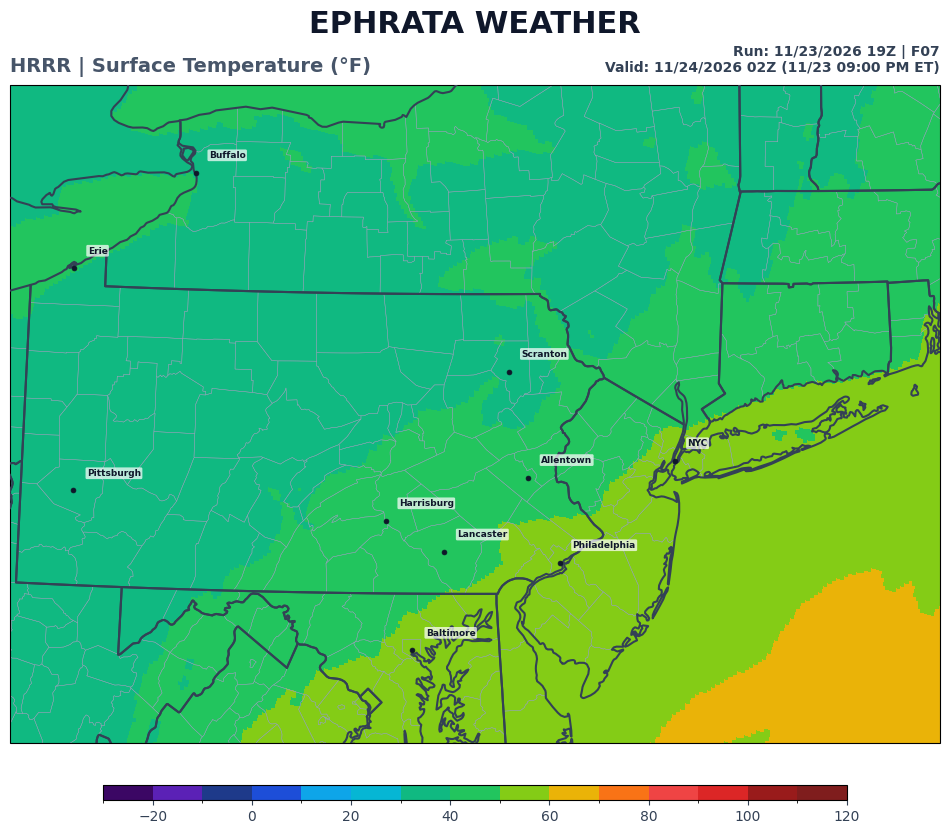 EPHRATA WEATHER
HRRR | Surface Temperature (°F)
Run: 11/23/2026 19Z | F07
Valid: 11/24/2026 02Z (11/23 09:00 PM ET)
Buffalo
Erie
Scranton
NYC
Allentown
Pittsburgh
Harrisburg
Lancaster
Philadelphia
Baltimore
−20 0 20 40 60 80 100 120